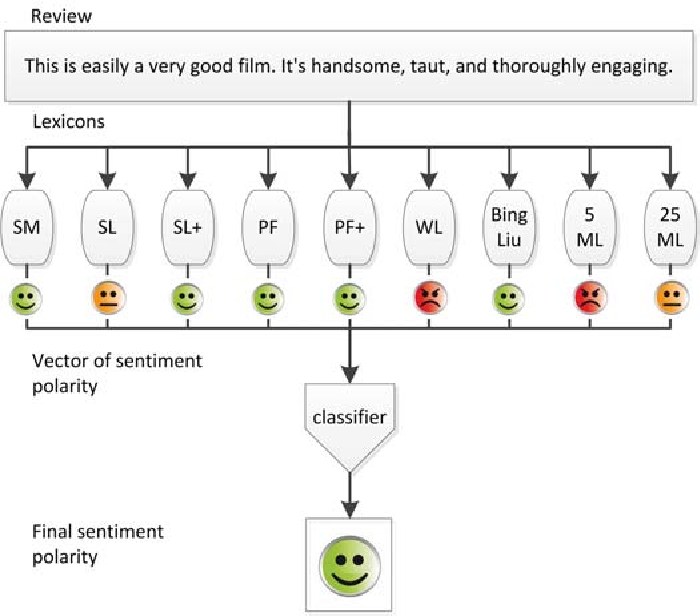 Review
This is easily a very good film. It's handsome, taut, and thoroughly engaging.
Lexicons
SM
SL
SL+
PF
PF+
WL
Bing
Liu
5
ML
25
ML
Vector of sentiment
polarity
classifier
Final sentiment
polarity